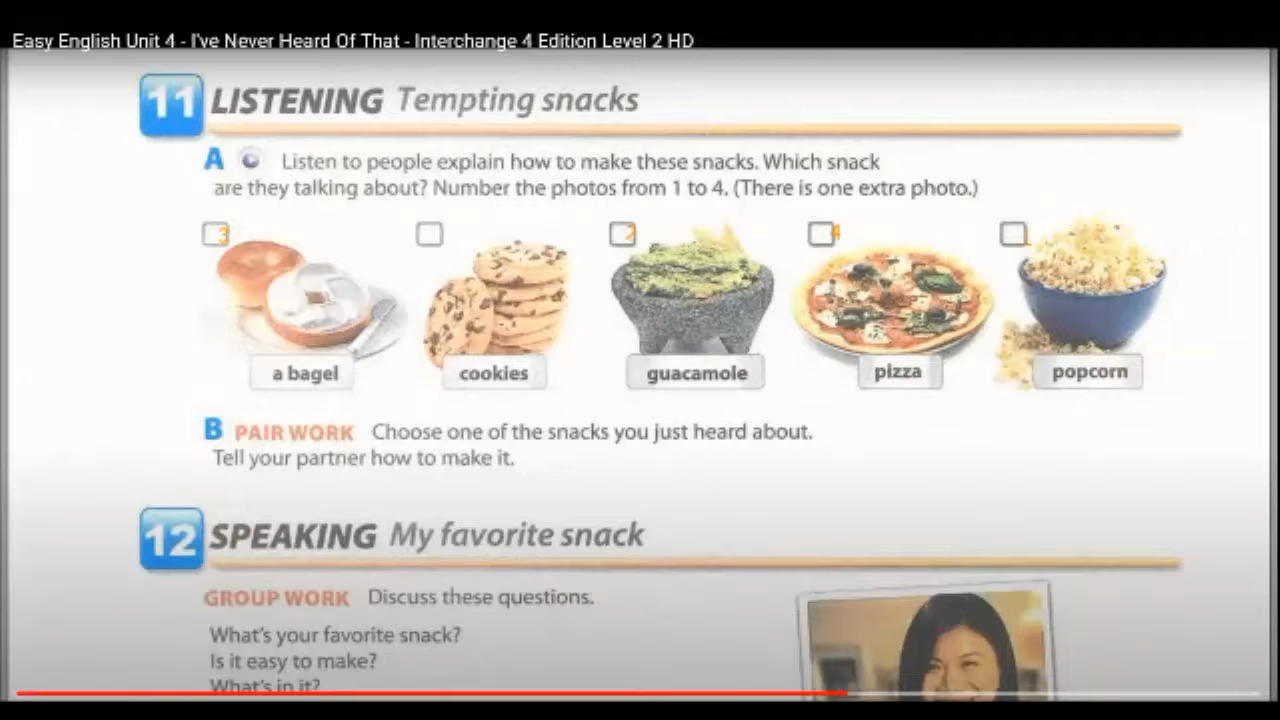 Easy English Unit 4 - I've Never Heard Of That - Interchange 4 Edition Level 2 HD
11 LISTENING Tempting snacks
A Listen to people explain how to make these snacks. Which snack
are they talking about? Number the photos from 1 to 4. (There is one extra photo.)
3 2 4 1
a bagel cookies guacamole pizza popcorn
B PAIR WORK Choose one of the snacks you just heard about.
Tell your partner how to make it.
12 SPEAKING My favorite snack
GROUP WORK Discuss these questions.
What's your favorite snack?
Is it easy to make?
What's in it?